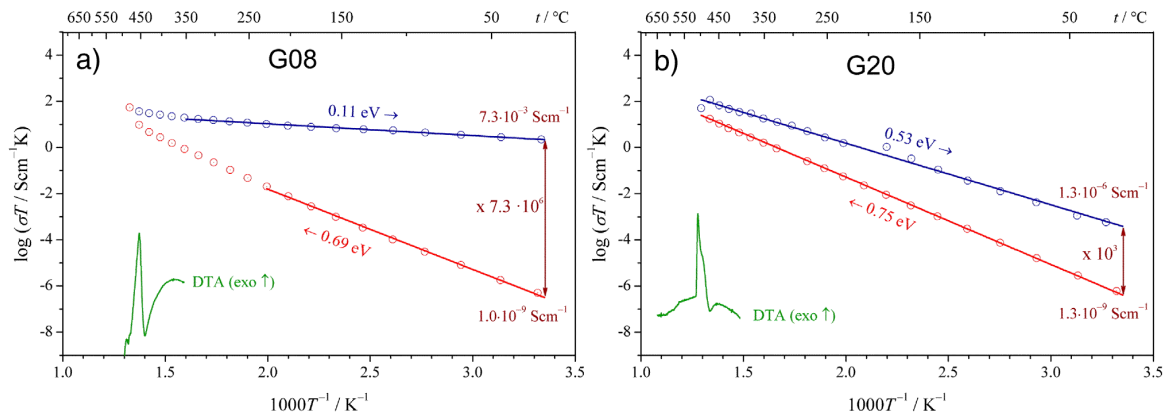 650 550 450 350 250 150 50 t / °C
a) G08
4
2
0
-2
-4
-6
-8
log (σT / Scm⁻¹K)
0.11 eV →
7.3·10⁻³ Scm⁻¹
x 7.3 ·10⁶
← 0.69 eV
DTA (exo ↑)
1.0·10⁻⁹ Scm⁻¹
1.0 1.5 2.0 2.5 3.0 3.5
1000T⁻¹ / K⁻¹
650 550 450 350 250 150 50 t / °C
b) G20
4
2
0
-2
-4
-6
-8
log (σT / Scm⁻¹K)
0.53 eV →
1.3·10⁻⁶ Scm⁻¹
← 0.75 eV
x 10³
DTA (exo ↑)
1.3·10⁻⁹ Scm⁻¹
1.0 1.5 2.0 2.5 3.0 3.5
1000T⁻¹ / K⁻¹